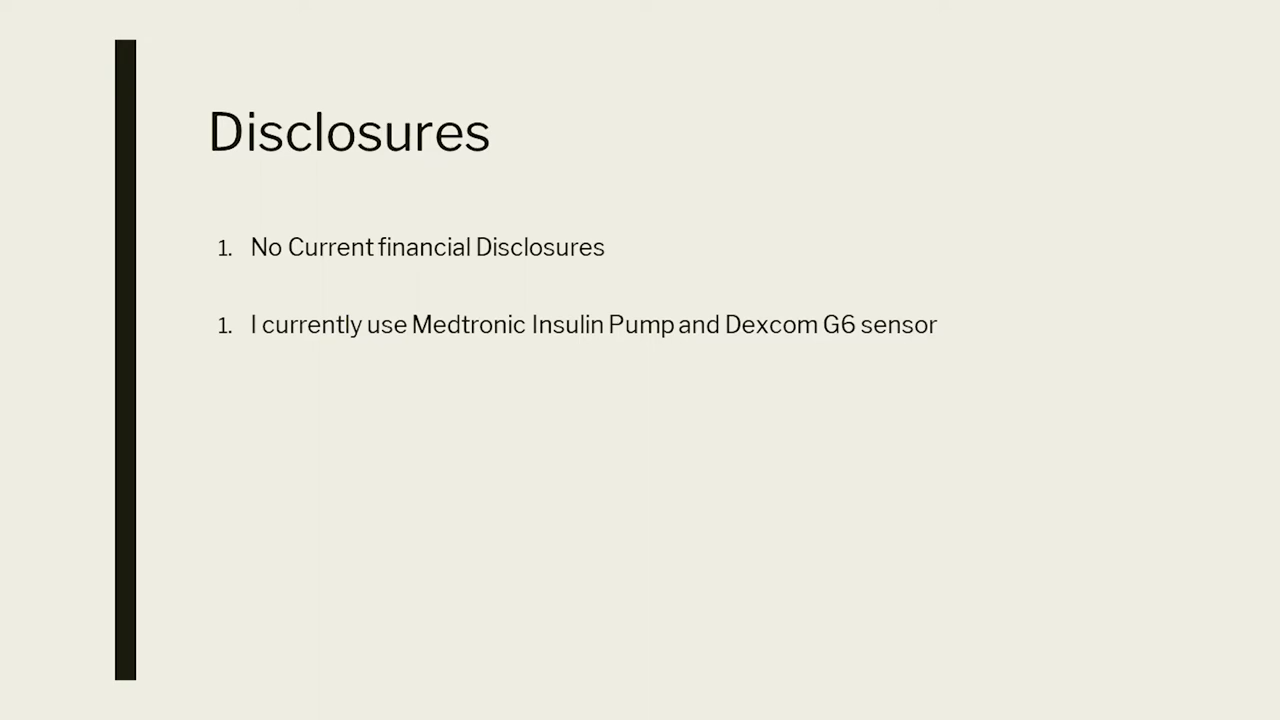 Disclosures
1. No Current financial Disclosures
1. I currently use Medtronic Insulin Pump and Dexcom G6 sensor